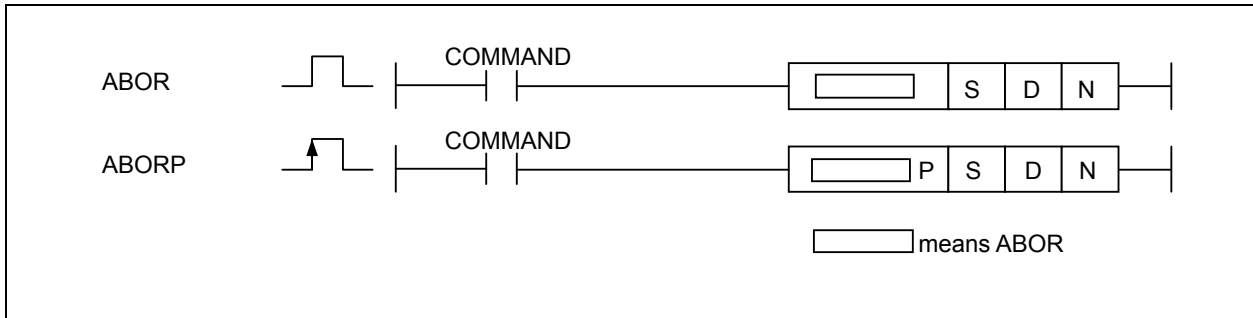 COMMAND
ABOR S D N
COMMAND
ABORP P S D N
means ABOR